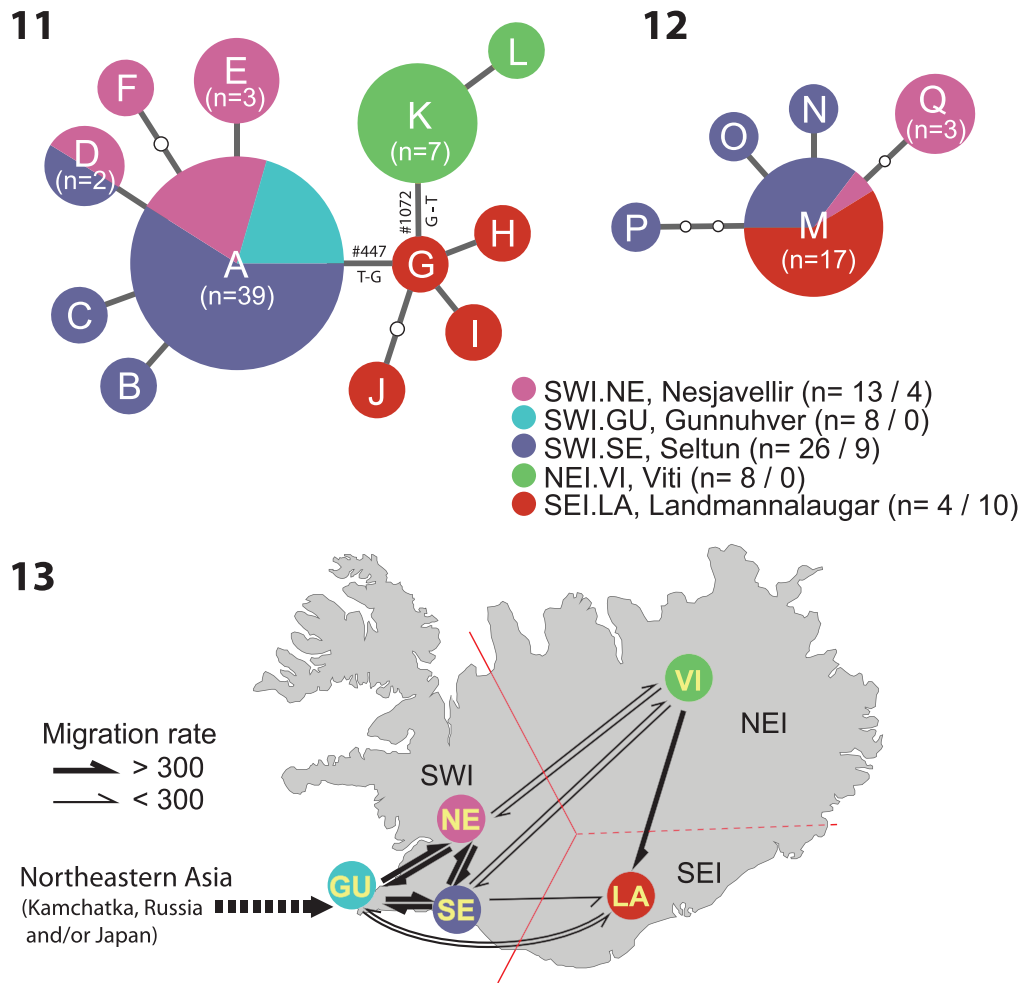 11
12
F
E
(n=3)
L
K
(n=7)
D
(n=2)
N
Q
(n=3)
O
#1072
G - T
P
M
(n=17)
A
(n=39)
#447
T-G
G
H
C
I
B
J
SWI.NE, Nesjavellir (n= 13 / 4)
SWI.GU, Gunnuhver (n= 8 / 0)
SWI.SE, Seltun (n= 26 / 9)
NEI.VI, Viti (n= 8 / 0)
SEI.LA, Landmannalaugar (n= 4 / 10)
13
VI
NEI
Migration rate
> 300
< 300
SWI
NE
SEI
Northeastern Asia
(Kamchatka, Russia
and/or Japan)
GU
SE
LA